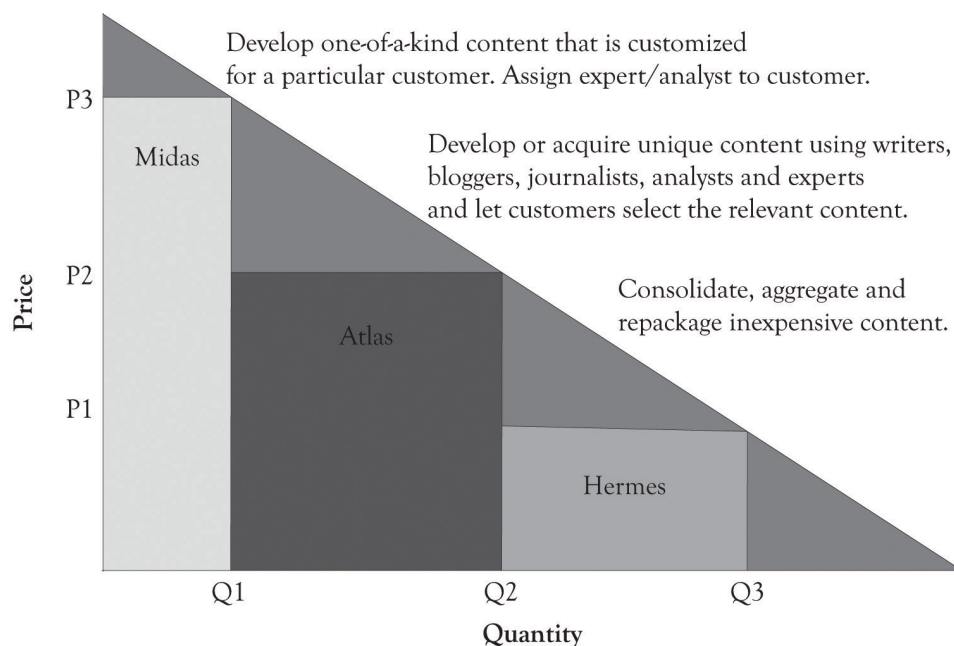 Develop one-of-a-kind content that is customized
for a particular customer. Assign expert/analyst to customer.
P3
Midas
Develop or acquire unique content using writers,
bloggers, journalists, analysts and experts
and let customers select the relevant content.
P2
Consolidate, aggregate and
repackage inexpensive content.
Price
Atlas
P1
Hermes
Q1
Q2
Q3
Quantity